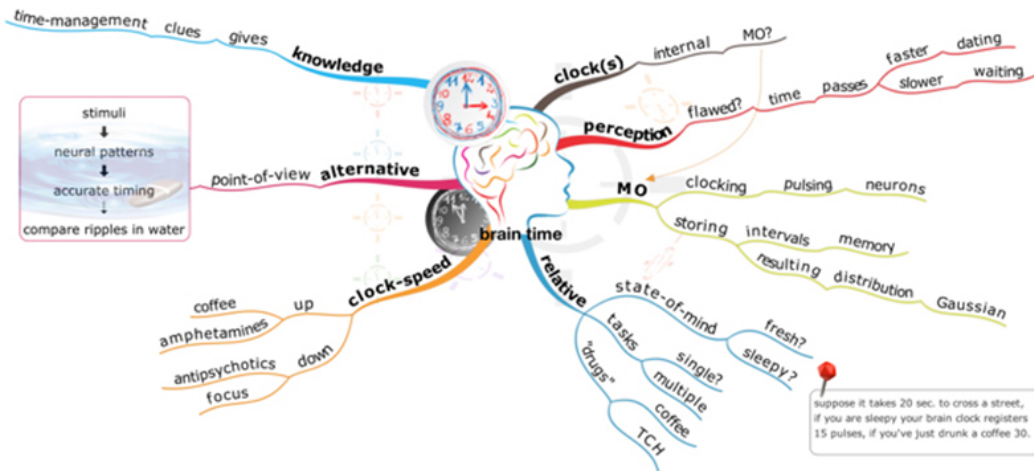 time-management clues gives knowledge
stimuli
neural patterns
accurate timing
compare ripples in water
point-of-view alternative
clock-speed
up
coffee
amphetamines
down
antipsychotics
focus
brain time
clock(s) internal MO?
perception flawed? time passes
faster dating
slower waiting
MO
clocking pulsing neurons
storing
intervals memory
resulting distribution Gaussian
relative
state-of-mind
fresh?
sleepy?
tasks
single?
multiple
"drugs"
coffee
TCH
suppose it takes 20 sec. to cross a street,
if you are sleepy your brain clock registers
15 pulses, if you've just drunk a coffee 30.